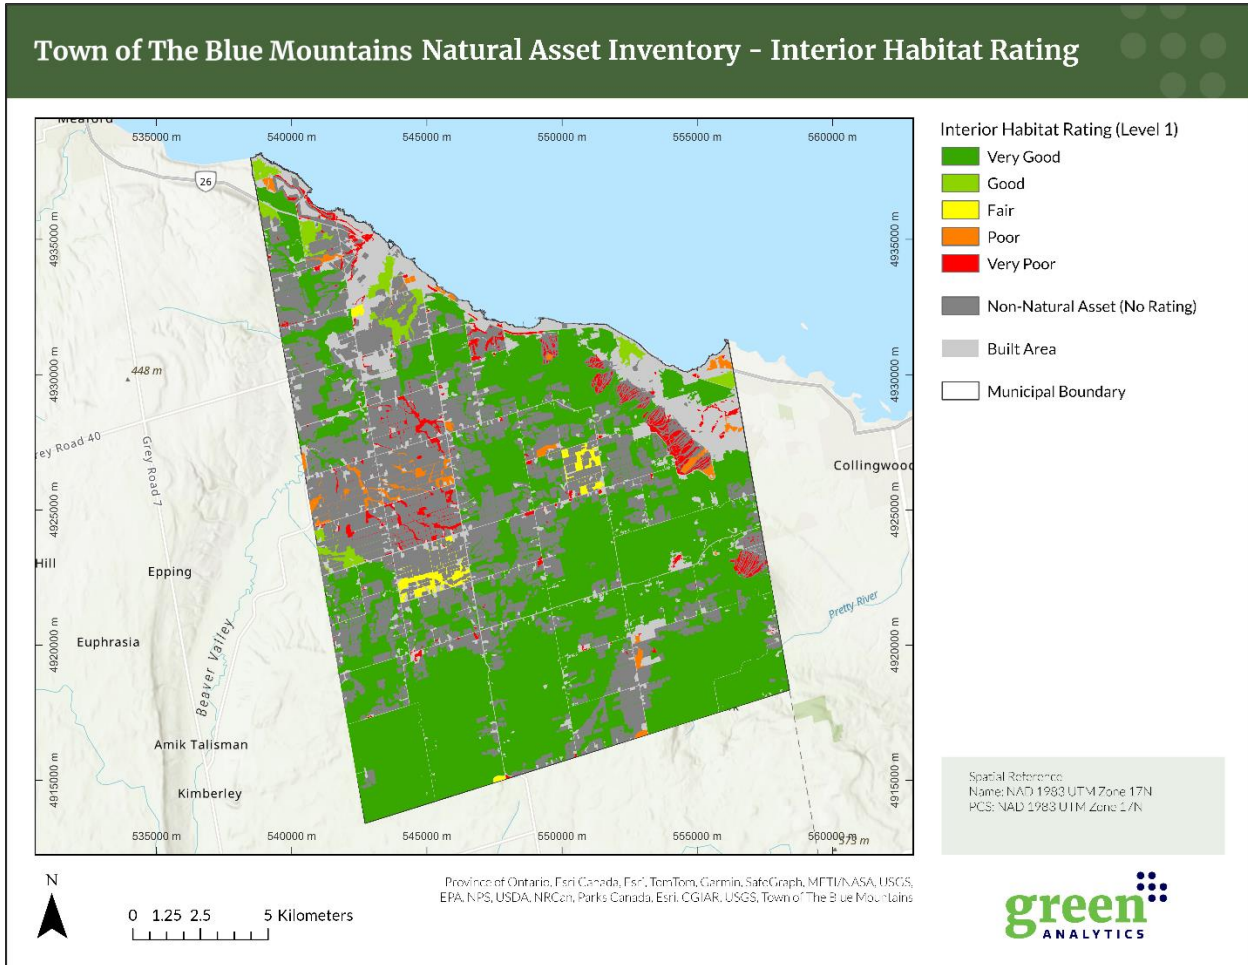 Town of The Blue Mountains Natural Asset Inventory - Interior Habitat Rating
Meaford
535000 m
540000 m
545000 m
550000 m
555000 m
560000 m
26
4935000 m
4935000 m
448 m
4930000 m
4930000 m
Grey Road 7
Collingwood
4925000 m
4925000 m
Hill
Epping
Pretty River
Euphrasia
4920000 m
4920000 m
Beaver Valley
Amik Talisman
Kimberley
4915000 m
4915000 m
535000 m
540000 m
545000 m
550000 m
555000 m
560000 m
573 m
Interior Habitat Rating (Level 1)
Very Good
Good
Fair
Poor
Very Poor
Non-Natural Asset (No Rating)
Built Area
Municipal Boundary
Spatial Reference
Name: NAD 1983 UTM Zone 17N
PCS: NAD 1983 UTM Zone 17N
N
0 1.25 2.5 5 Kilometers
Province of Ontario, Esri Canada, Esri, TomTom, Garmin, SafeGraph, METI/NASA, USGS,
EPA, NPS, USDA, NRCan, Parks Canada, Esri, CGIAR, USGS, Town of The Blue Mountains
green
ANALYTICS